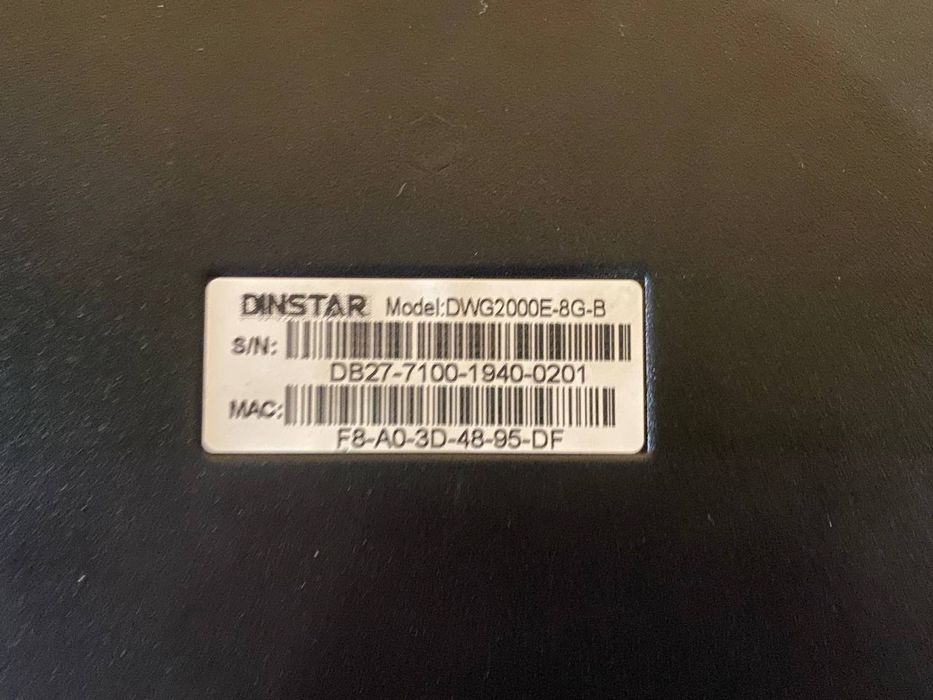 DINSTAR Model:DWG2000E-8G-B
S/N:
DB27-7100-1940-0201
MAC:
F8-A0-3D-48-95-DF